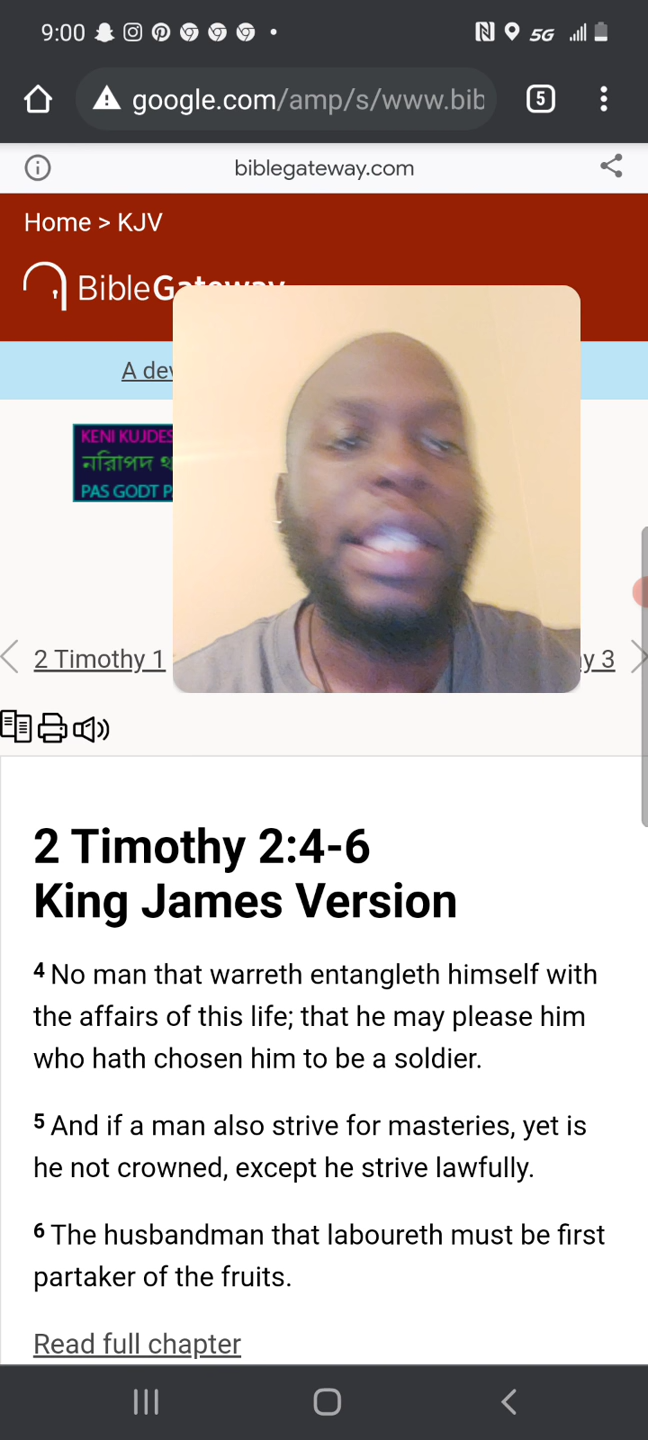 9:00
5G
google.com/amp/s/www.bib
5
biblegateway.com
Home > KJV
BibleGateway
A dev
KENI KUJDES
PAS GODT P
2 Timothy 1
y 3
2 Timothy 2:4-6
King James Version
4 No man that warreth entangleth himself with
the affairs of this life; that he may please him
who hath chosen him to be a soldier.
5 And if a man also strive for masteries, yet is
he not crowned, except he strive lawfully.
6 The husbandman that laboureth must be first
partaker of the fruits.
Read full chapter